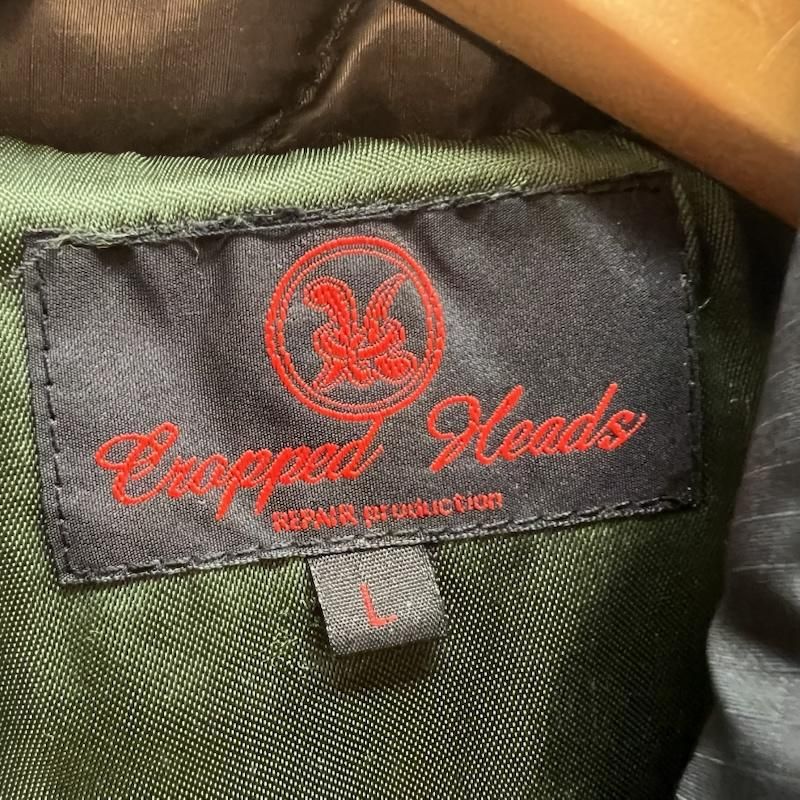 Cropped Heads
REPAIR production
L